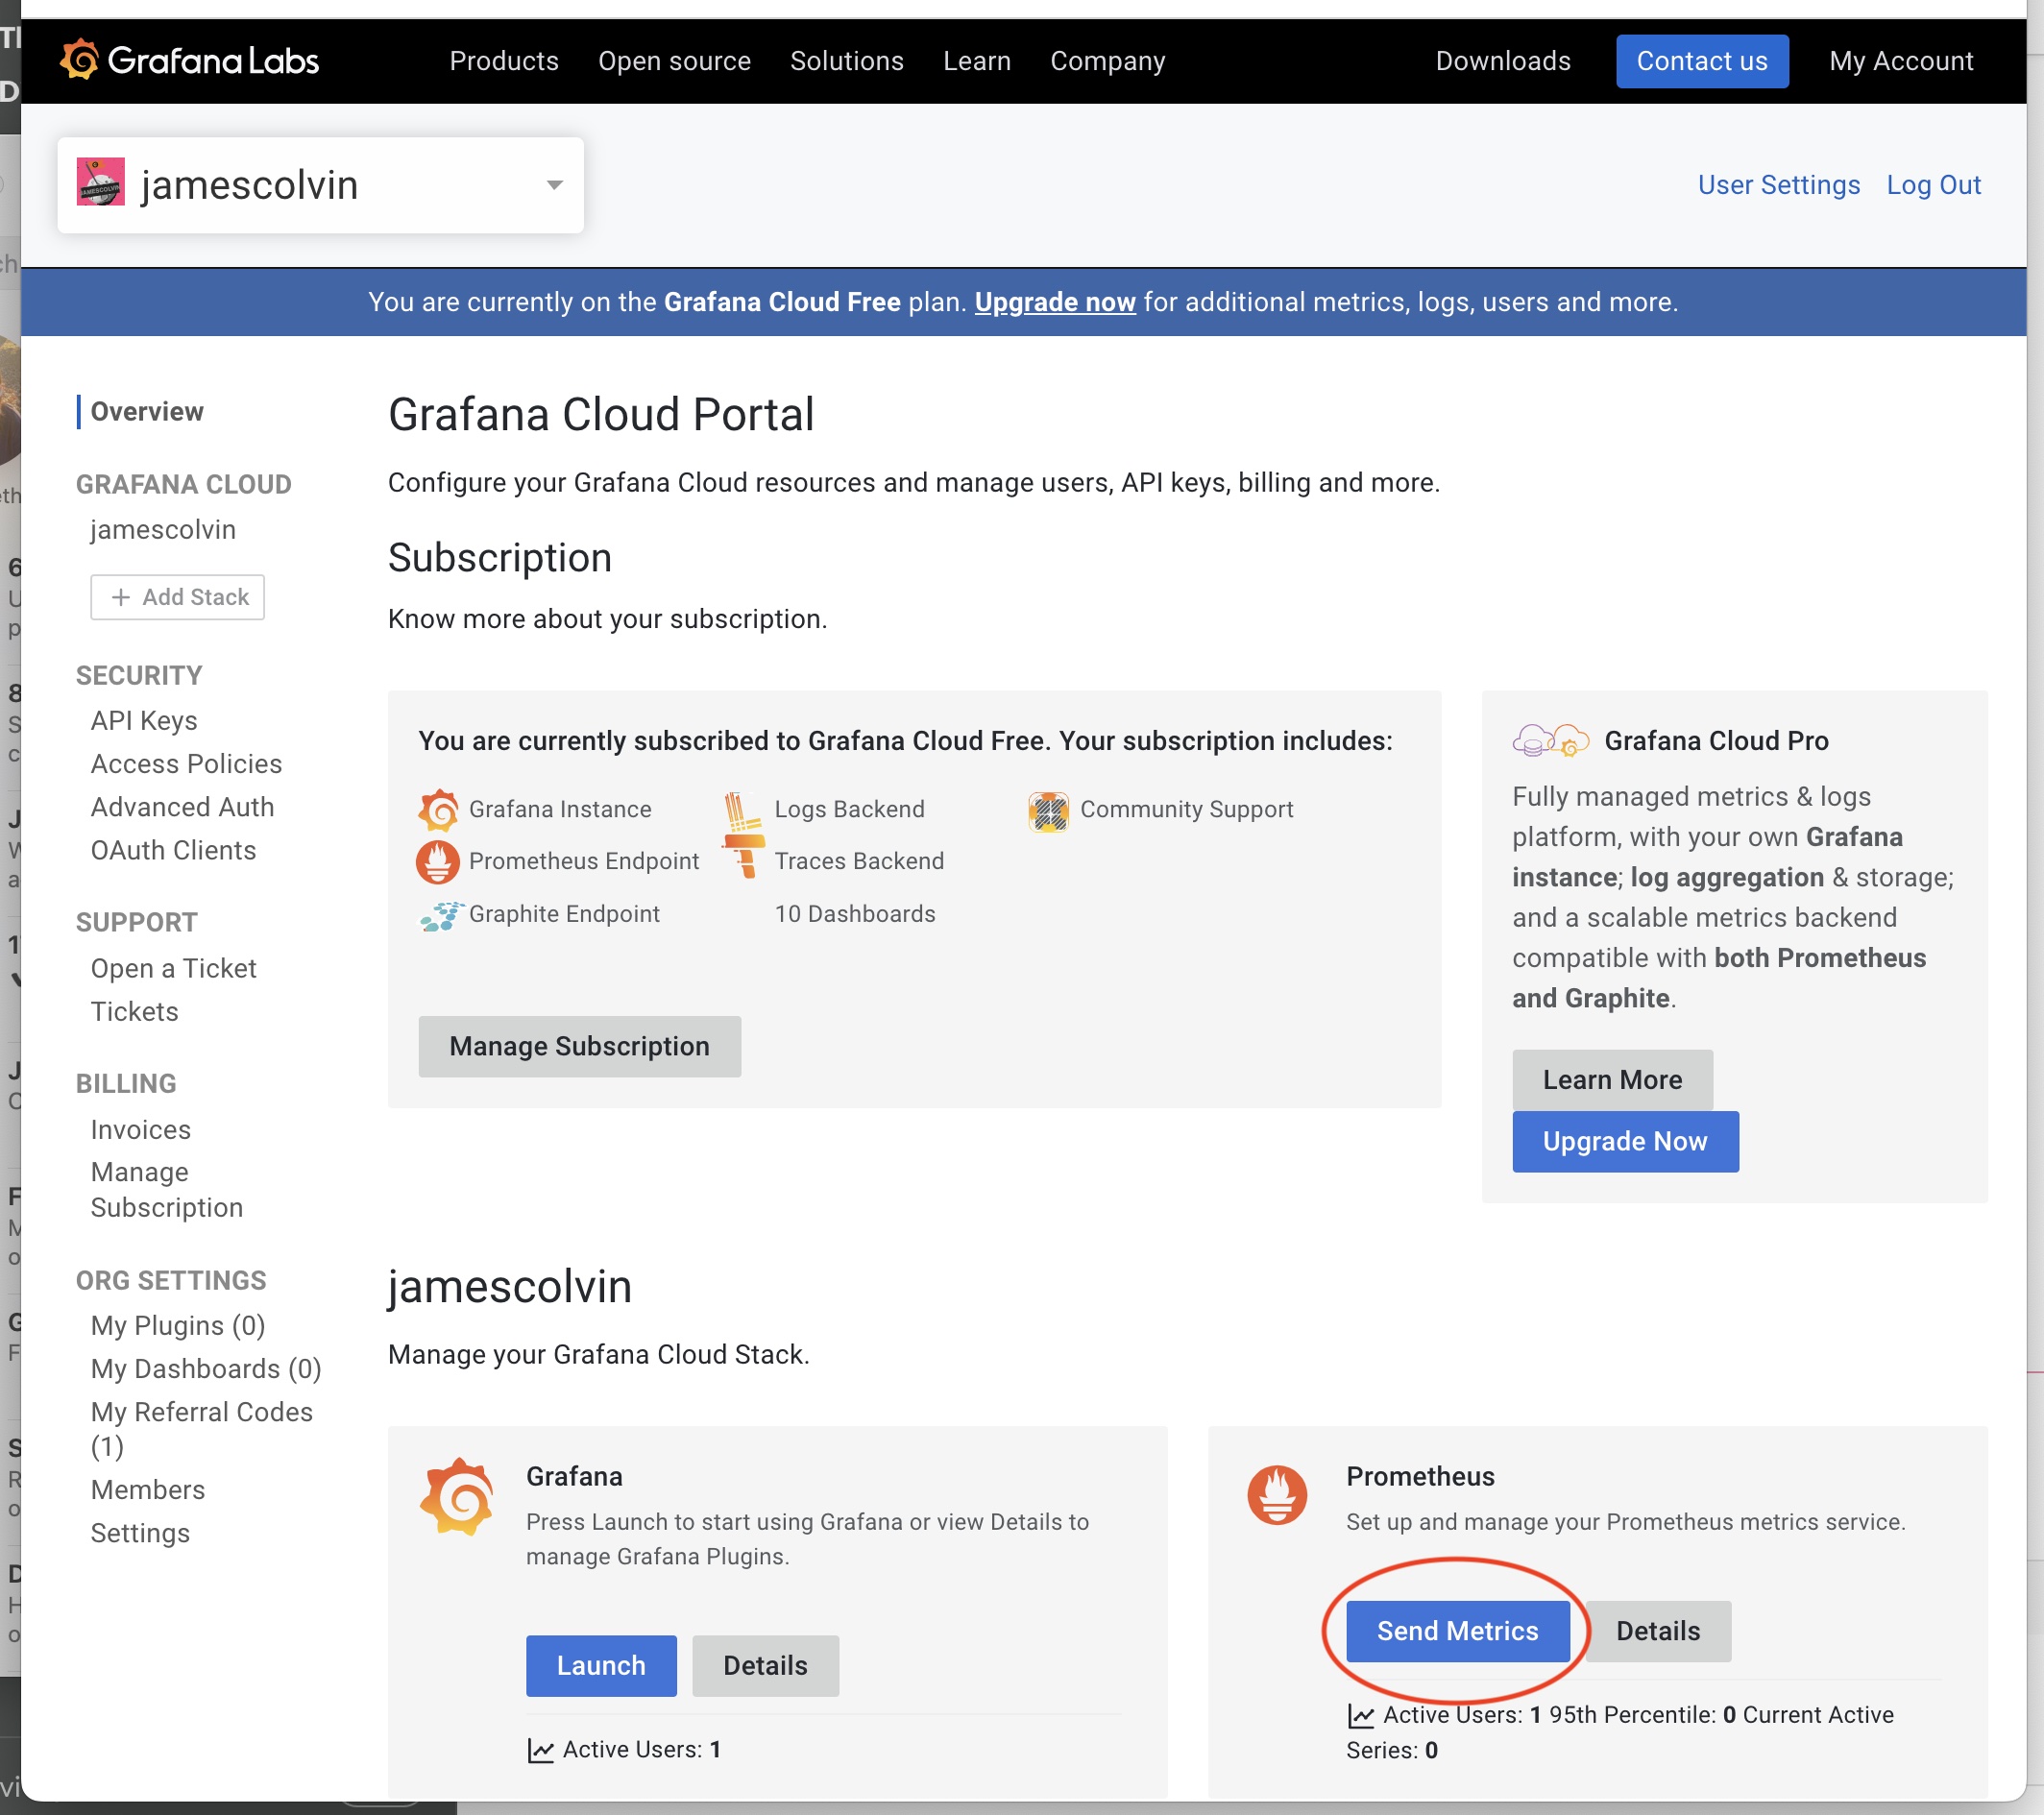 Grafana Labs
Products Open source Solutions Learn Company Downloads Contact us My Account
jamescolvin
User Settings Log Out
You are currently on the Grafana Cloud Free plan. Upgrade now for additional metrics, logs, users and more.
Overview
GRAFANA CLOUD
jamescolvin
+ Add Stack
SECURITY
API Keys
Access Policies
Advanced Auth
OAuth Clients
SUPPORT
Open a Ticket
Tickets
BILLING
Invoices
Manage
Subscription
ORG SETTINGS
My Plugins (0)
My Dashboards (0)
My Referral Codes
(1)
Members
Settings
Grafana Cloud Portal
Configure your Grafana Cloud resources and manage users, API keys, billing and more.
Subscription
Know more about your subscription.
You are currently subscribed to Grafana Cloud Free. Your subscription includes:
Grafana Instance
Prometheus Endpoint
Graphite Endpoint
Logs Backend
Traces Backend
10 Dashboards
Community Support
Manage Subscription
Grafana Cloud Pro
Fully managed metrics & logs
platform, with your own Grafana
instance; log aggregation & storage;
and a scalable metrics backend
compatible with both Prometheus
and Graphite.
Learn More
Upgrade Now
jamescolvin
Manage your Grafana Cloud Stack.
Grafana
Press Launch to start using Grafana or view Details to
manage Grafana Plugins.
Launch
Details
Active Users: 1
Prometheus
Set up and manage your Prometheus metrics service.
Send Metrics
Details
Active Users: 1 95th Percentile: 0 Current Active
Series: 0